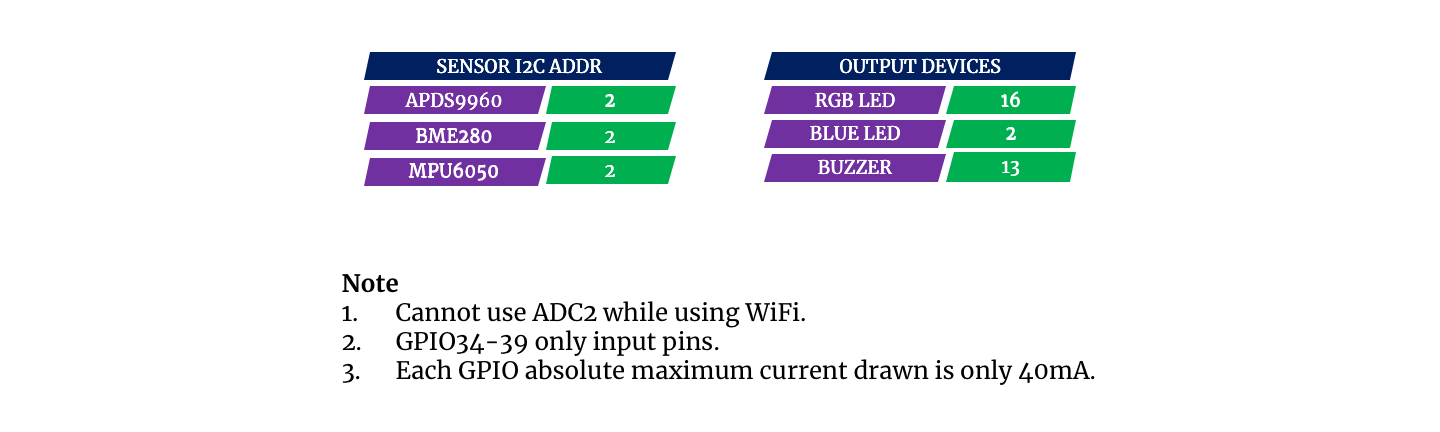 SENSOR I2C ADDR
APDS9960 2
BME280 2
MPU6050 2
OUTPUT DEVICES
RGB LED 16
BLUE LED 2
BUZZER 13
Note
1. Cannot use ADC2 while using WiFi.
2. GPIO34-39 only input pins.
3. Each GPIO absolute maximum current drawn is only 40mA.